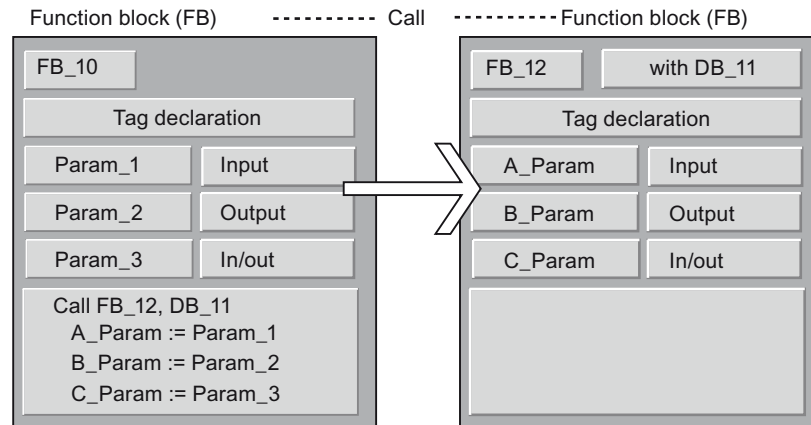 Function block (FB) Call Function block (FB)
FB_10
Tag declaration
Param_1 Input
Param_2 Output
Param_3 In/out
Call FB_12, DB_11
A_Param := Param_1
B_Param := Param_2
C_Param := Param_3
FB_12 with DB_11
Tag declaration
A_Param Input
B_Param Output
C_Param In/out